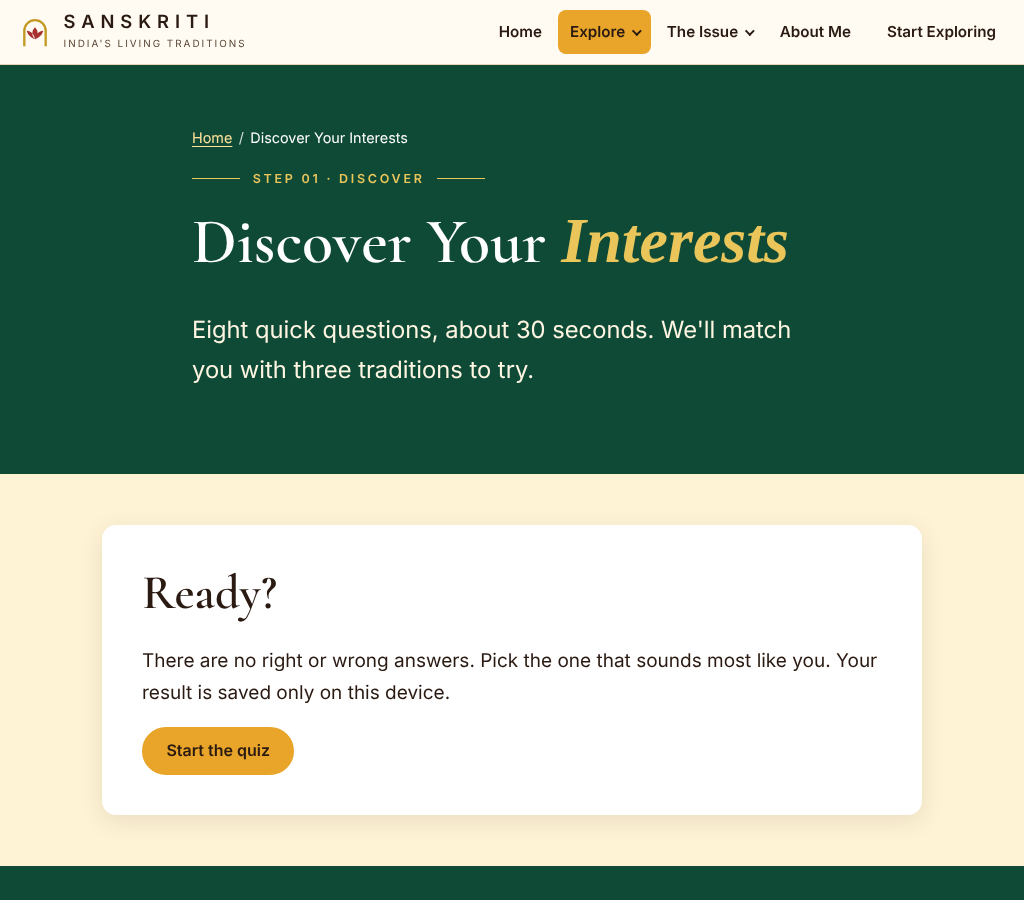 SANSKRITI
INDIA'S LIVING TRADITIONS
Home
Explore
The Issue
About Me
Start Exploring
Home / Discover Your Interests
STEP 01 · DISCOVER
Discover Your Interests
Eight quick questions, about 30 seconds. We'll match
you with three traditions to try.
Ready?
There are no right or wrong answers. Pick the one that sounds most like you. Your
result is saved only on this device.
Start the quiz